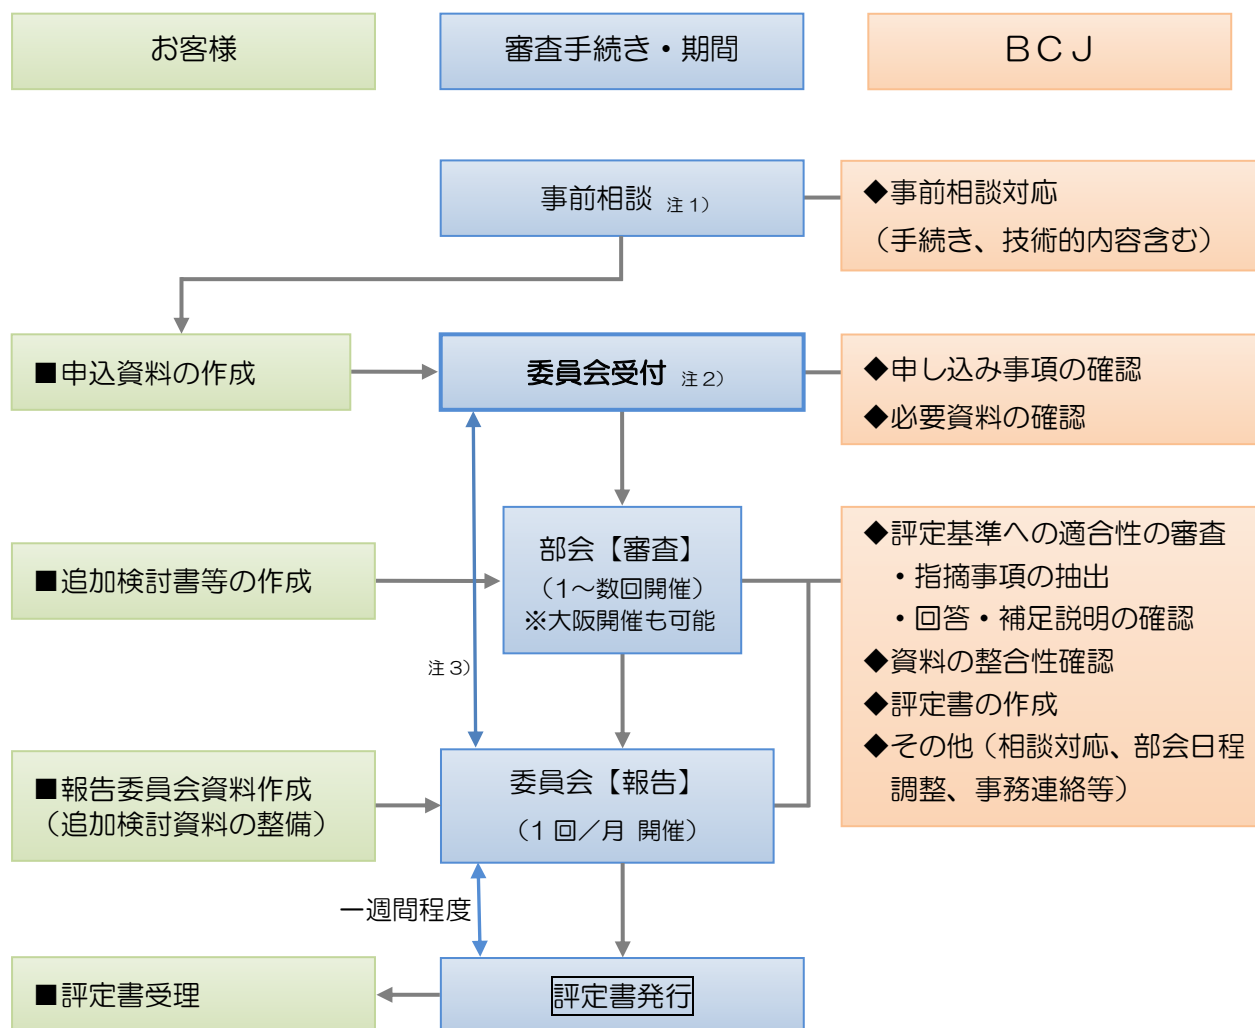 お客様
審査手続き・期間
ＢＣＪ
事前相談 注1）
◆事前相談対応
（手続き、技術的内容含む）
■申込資料の作成
委員会受付 注2）
◆申し込み事項の確認
◆必要資料の確認
■追加検討書等の作成
部会【審査】
（1～数回開催）
※大阪開催も可能
◆評定基準への適合性の審査
・指摘事項の抽出
・回答・補足説明の確認
◆資料の整合性確認
◆評定書の作成
◆その他（相談対応、部会日程
調整、事務連絡等）
注3）
■報告委員会資料作成
（追加検討資料の整備）
委員会【報告】
（1回／月 開催）
一週間程度
■評定書受理
評定書発行